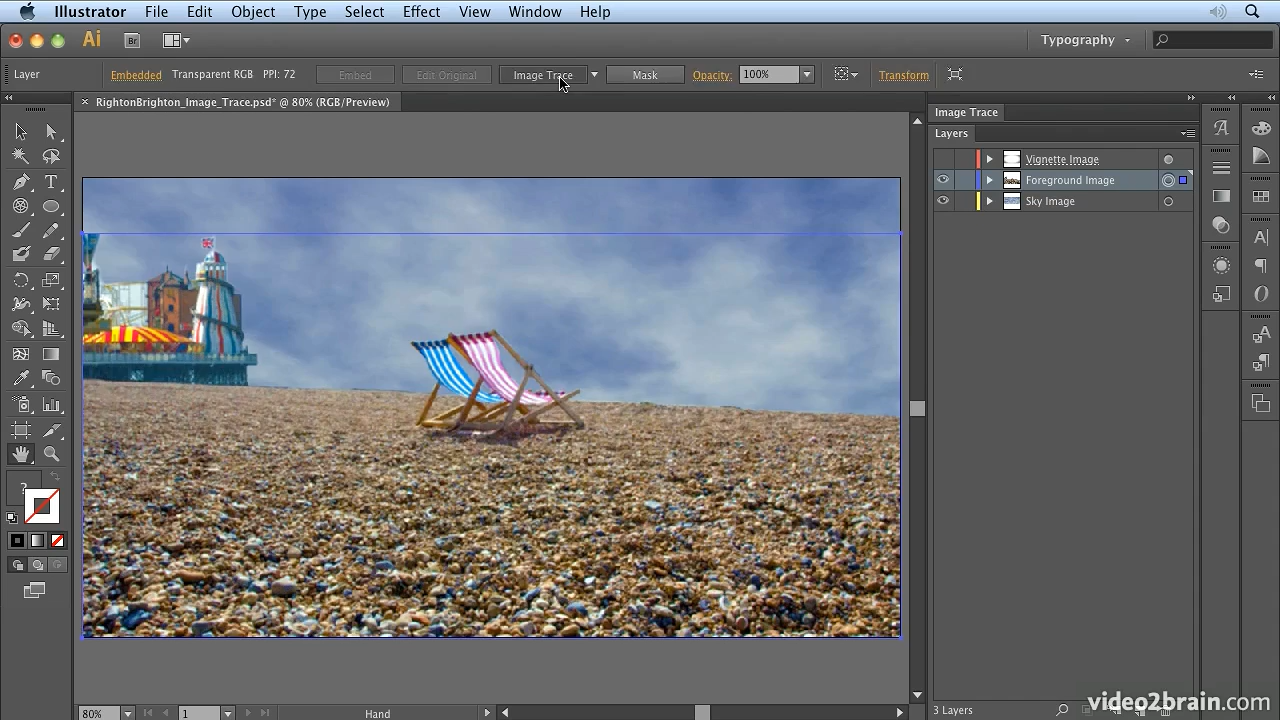 Illustrator File Edit Object Type Select Effect View Window Help
Ai Br Typography
Layer Embedded Transparent RGB PPI: 72 Embed Edit Original Image Trace Mask Opacity: 100% Transform
× RightonBrighton_Image_Trace.psd* @ 80% (RGB/Preview)
Image Trace
Layers
Vignette Image
Foreground Image
Sky Image
?
3 Layers
80% 1 Hand
video2brain.com